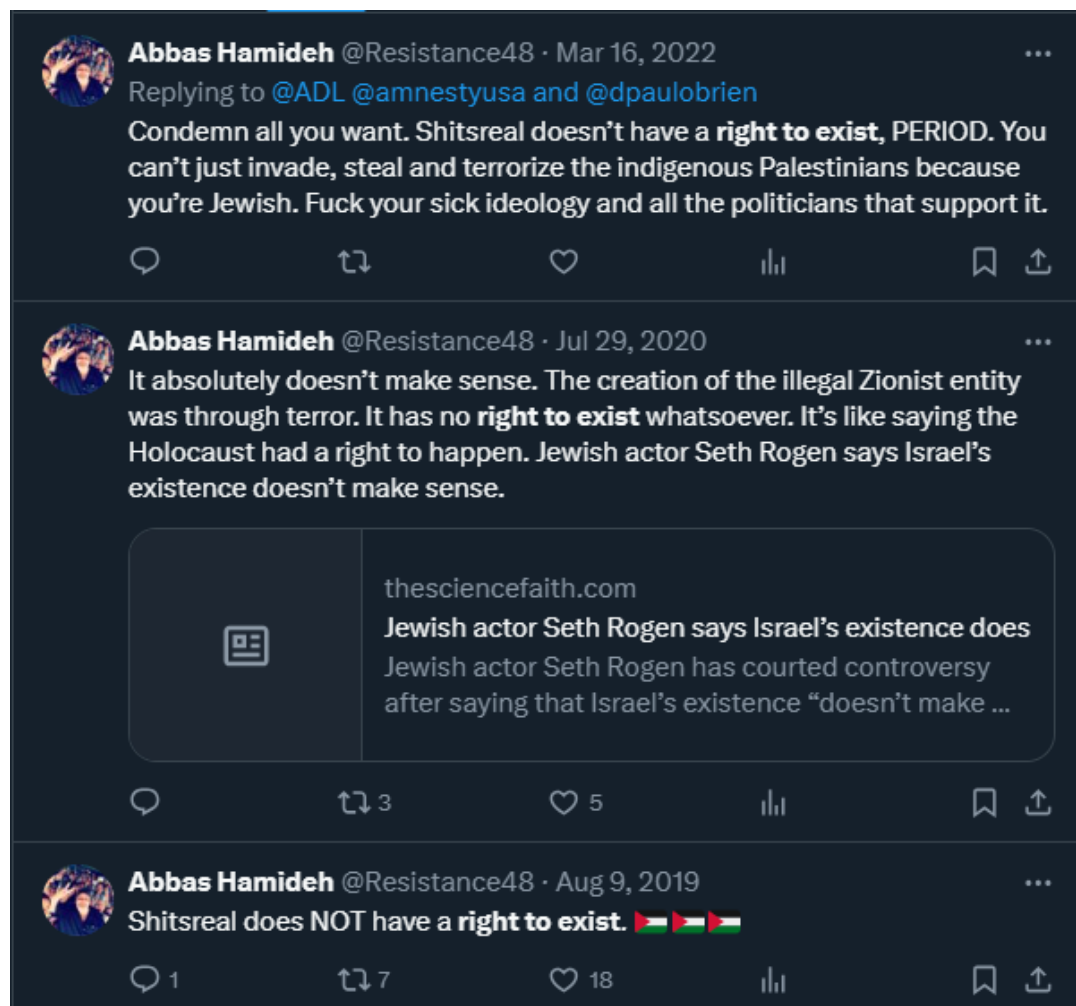 Abbas Hamideh @Resistance48 · Mar 16, 2022
Replying to @ADL @amnestyusa and @dpaulobrien
Condemn all you want. Shitsreal doesn’t have a right to exist, PERIOD. You
can’t just invade, steal and terrorize the indigenous Palestinians because
you’re Jewish. Fuck your sick ideology and all the politicians that support it.
Abbas Hamideh @Resistance48 · Jul 29, 2020
It absolutely doesn’t make sense. The creation of the illegal Zionist entity
was through terror. It has no right to exist whatsoever. It’s like saying the
Holocaust had a right to happen. Jewish actor Seth Rogen says Israel’s
existence doesn’t make sense.
thesciencefaith.com
Jewish actor Seth Rogen says Israel’s existence does
Jewish actor Seth Rogen has courted controversy
after saying that Israel’s existence “doesn’t make ...
3 5
Abbas Hamideh @Resistance48 · Aug 9, 2019
Shitsreal does NOT have a right to exist. 🇵🇸🇵🇸🇵🇸
1 7 18